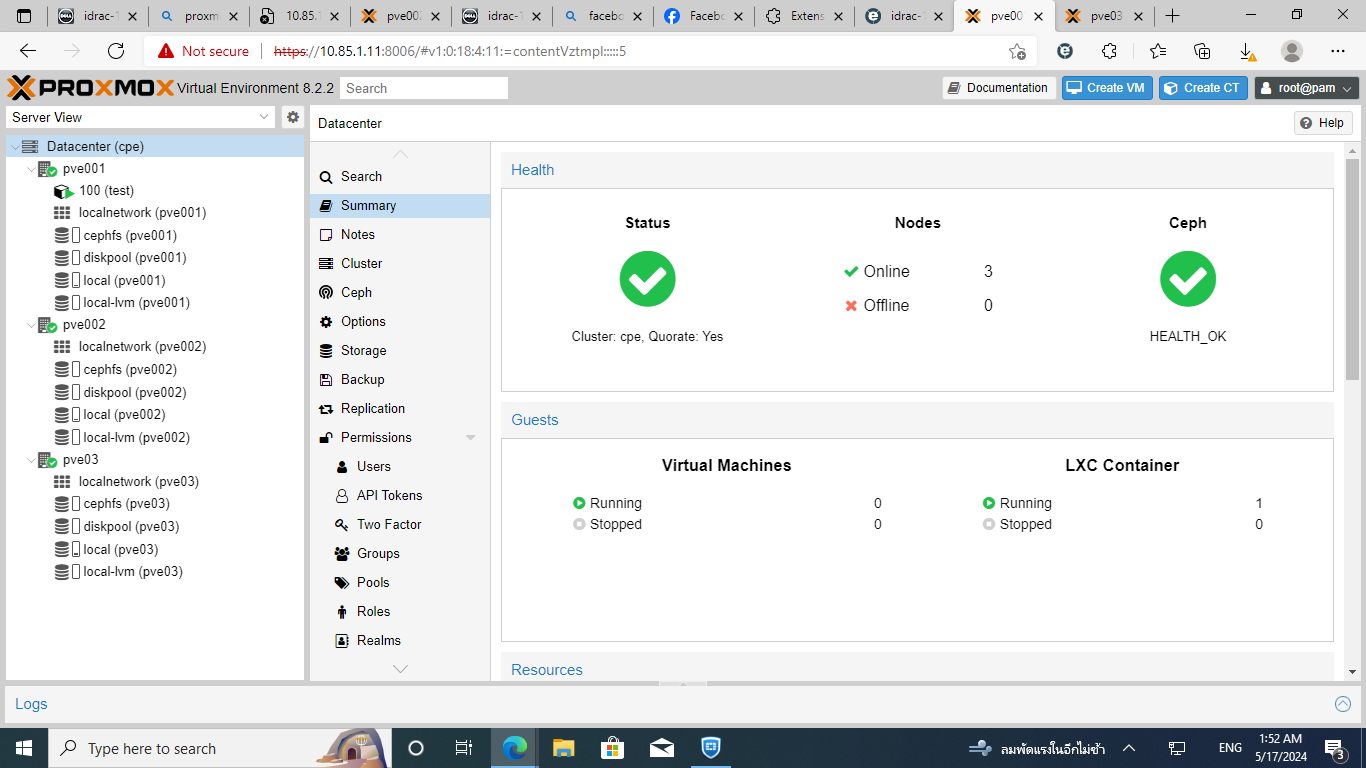 idrac-1
proxm
10.85.1
pve003
idrac-1
facebo
Facebo
Extens
idrac-1
pve00
pve03
Not secure
https://10.85.1.11:8006/#v1:0:18:4:11:=contentVztmpl:::::5
PROXMOX Virtual Environment 8.2.2
Search
Documentation
Create VM
Create CT
root@pam
Server View
Datacenter
Help
Datacenter (cpe)
pve001
100 (test)
localnetwork (pve001)
cephfs (pve001)
diskpool (pve001)
local (pve001)
local-lvm (pve001)
pve002
localnetwork (pve002)
cephfs (pve002)
diskpool (pve002)
local (pve002)
local-lvm (pve002)
pve03
localnetwork (pve03)
cephfs (pve03)
diskpool (pve03)
local (pve03)
local-lvm (pve03)
Search
Summary
Notes
Cluster
Ceph
Options
Storage
Backup
Replication
Permissions
Users
API Tokens
Two Factor
Groups
Pools
Roles
Realms
Health
Status
Nodes
Ceph
Online 3
Offline 0
Cluster: cpe, Quorate: Yes
HEALTH_OK
Guests
Virtual Machines
Running 0
Stopped 0
LXC Container
Running 1
Stopped 0
Resources
Logs
Type here to search
ลมพัดแรงในอีกไม่ช้า
ENG
1:52 AM
5/17/2024
3